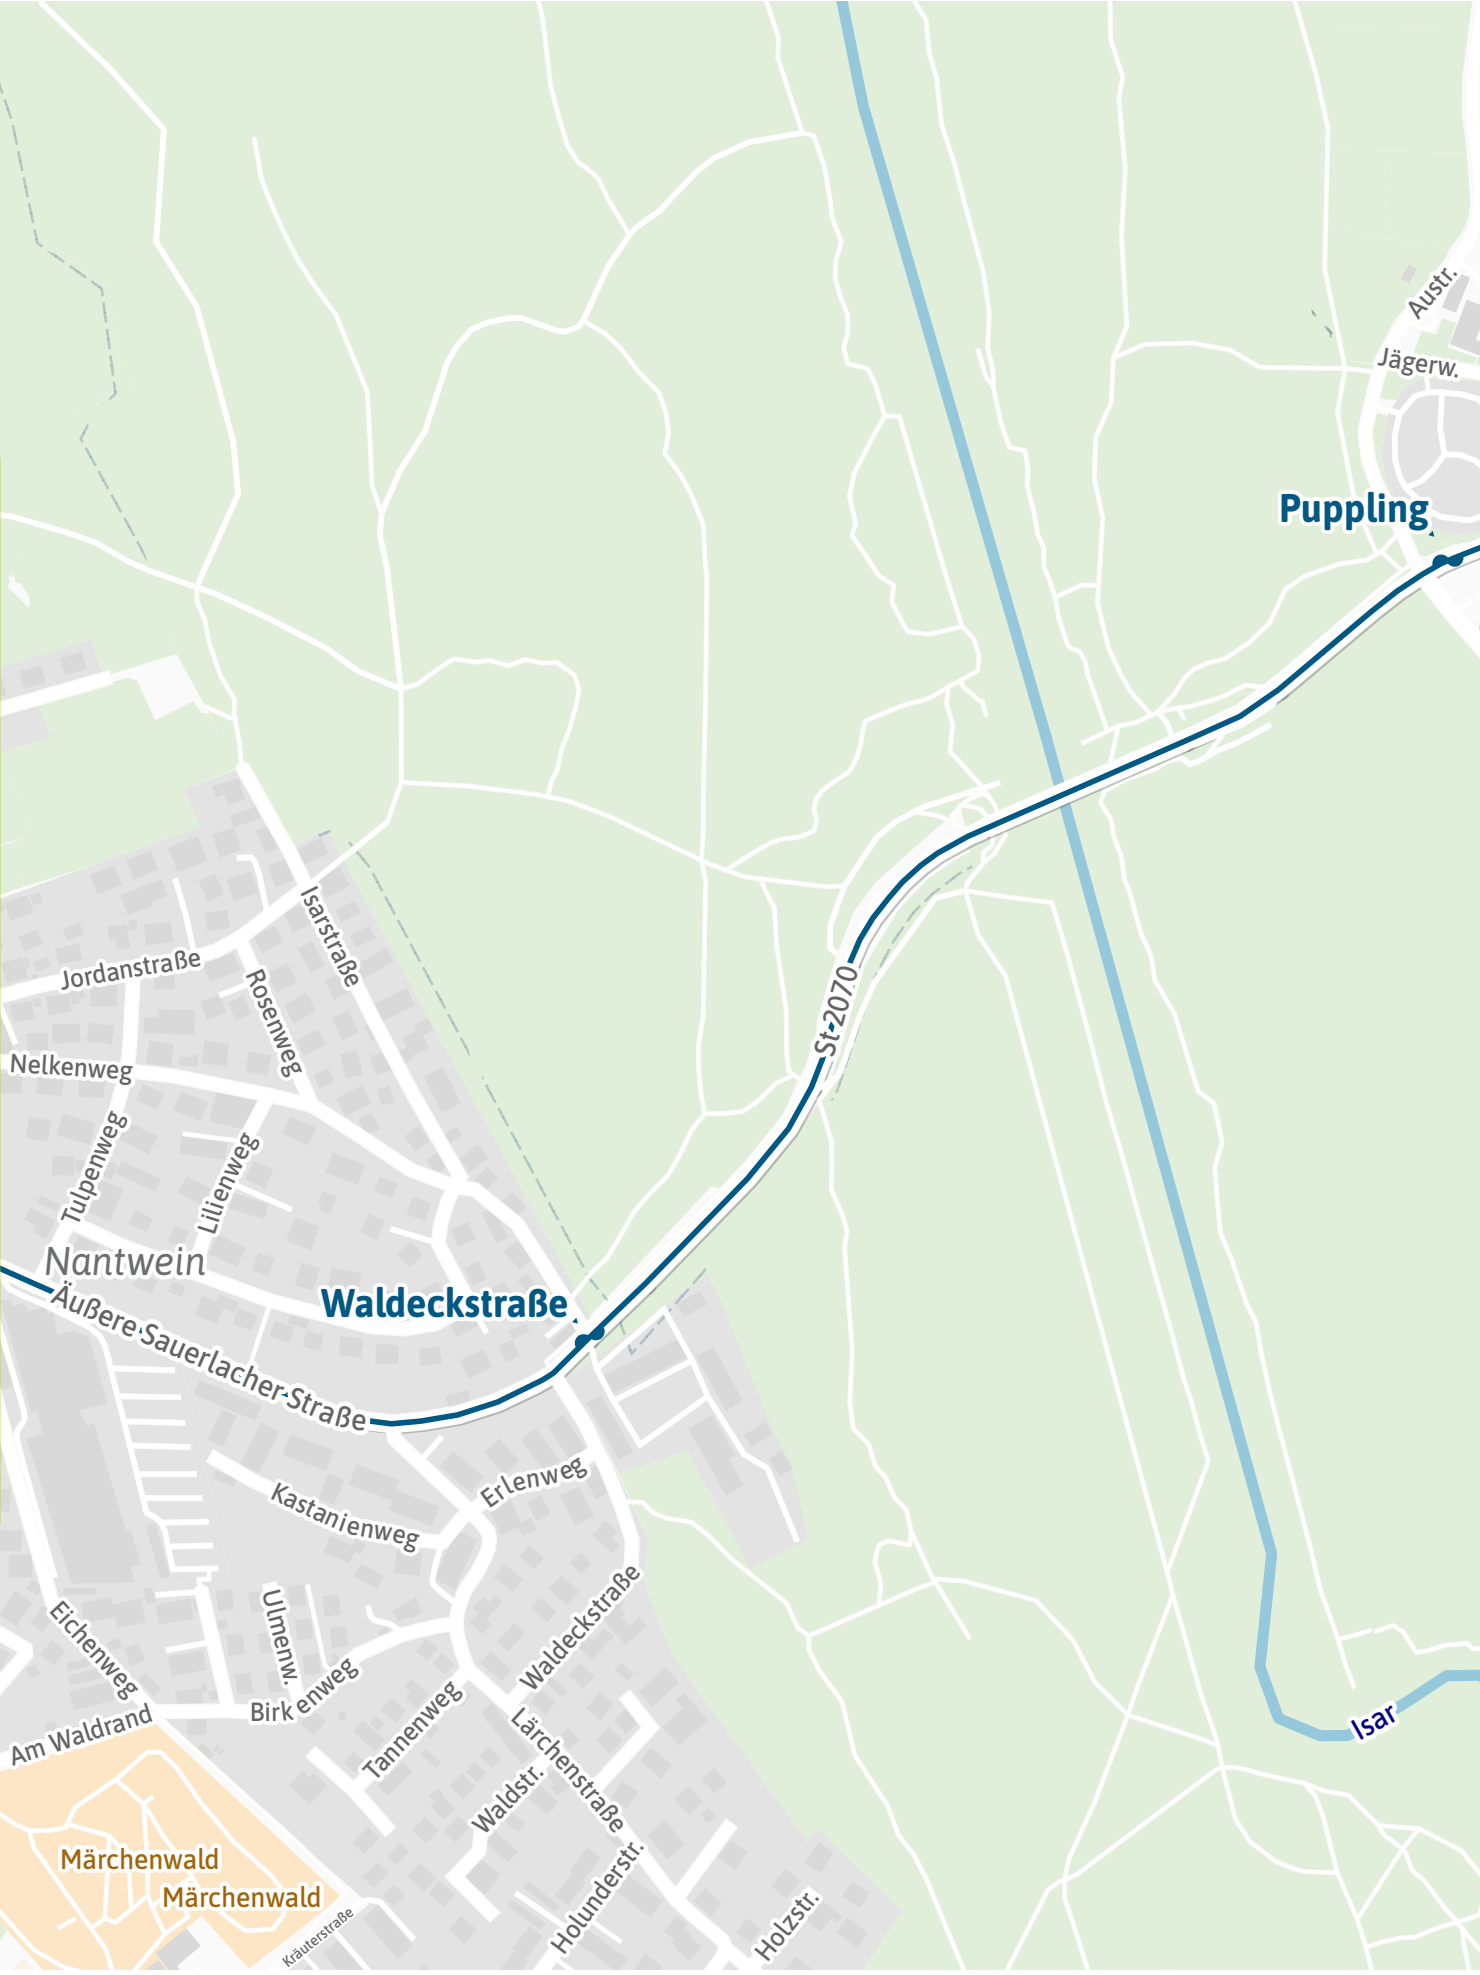 Austr.
Jägerw.
Puppling
Isarstraße
Jordanstraße
Rosenweg
St 2070
Nelkenweg
Tulpenweg
Lilienweg
Nantwein
Waldeckstraße
Äußere Sauerlacher Straße
Erlenweg
Kastanienweg
Waldeckstraße
Eichenweg
Ulmenw.
Birkenweg
Tannenweg
Am Waldrand
Isar
Lärchenstraße
Waldstr.
Märchenwald
Märchenwald
Holunderstr.
Holzstr.
Kräuterstraße